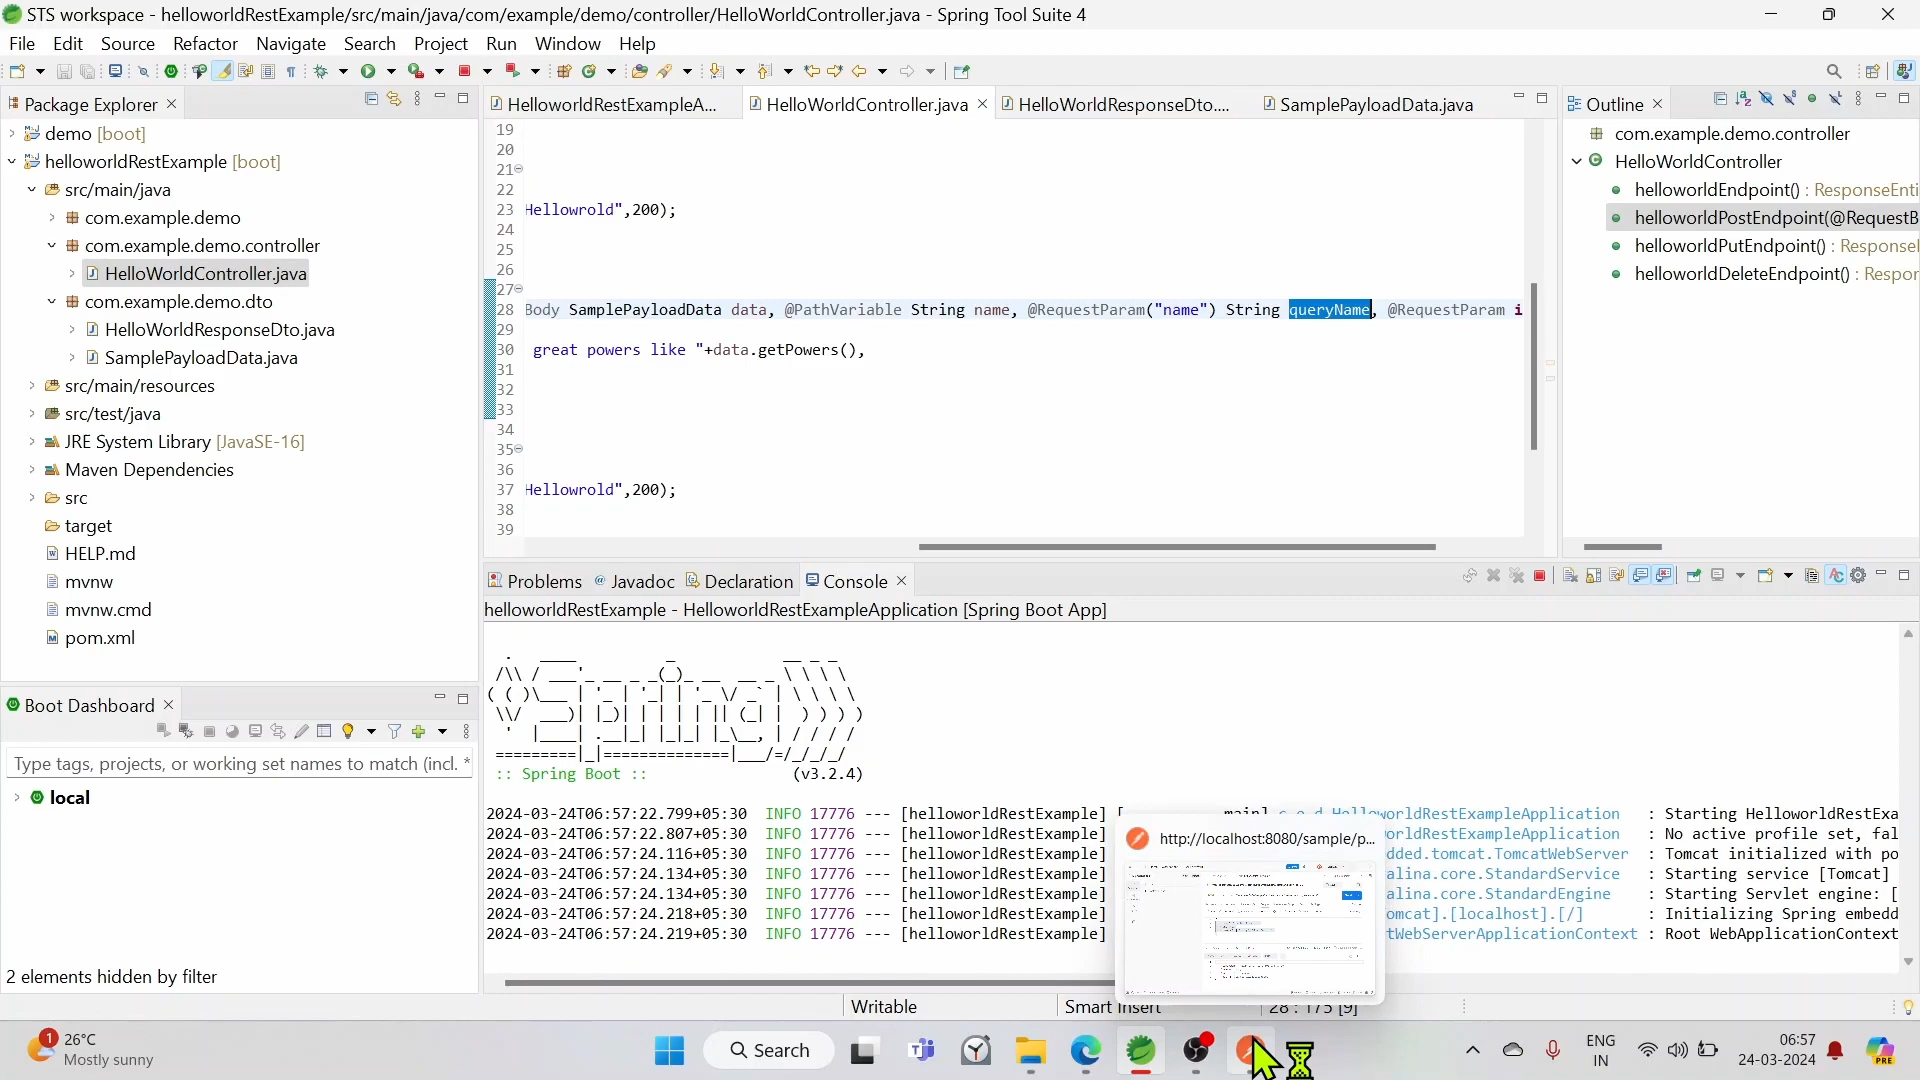 STS workspace - helloworldRestExample/src/main/java/com/example/demo/controller/HelloWorldController.java - Spring Tool Suite 4
File Edit Source Refactor Navigate Search Project Run Window Help
Package Explorer
demo [boot]
helloworldRestExample [boot]
src/main/java
com.example.demo
com.example.demo.controller
HelloWorldController.java
com.example.demo.dto
HelloWorldResponseDto.java
SamplePayloadData.java
src/main/resources
src/test/java
JRE System Library [JavaSE-16]
Maven Dependencies
src
target
HELP.md
mvnw
mvnw.cmd
pom.xml
Boot Dashboard
Type tags, projects, or working set names to match (incl. *
local
2 elements hidden by filter
HelloworldRestExampleA... HelloWorldController.java HelloWorldResponseDto.... SamplePayloadData.java
19
20
21
22
23 Hellowrold",200);
24
25
26
27
28 Body SamplePayloadData data, @PathVariable String name, @RequestParam("name") String queryName, @RequestParam i
29
30 great powers like "+data.getPowers(),
31
32
33
34
35
36
37 Hellowrold",200);
38
39
Outline
com.example.demo.controller
HelloWorldController
helloworldEndpoint() : ResponseEnti
helloworldPostEndpoint(@RequestB
helloworldPutEndpoint() : ResponseI
helloworldDeleteEndpoint() : Respor
Problems Javadoc Declaration Console
helloworldRestExample - HelloworldRestExampleApplication [Spring Boot App]
Spring
:: Spring Boot :: (v3.2.4)
2024-03-24T06:57:22.799+05:30 INFO 17776 --- [helloworldRestExample] [ main] c.e.d.HelloworldRestExampleApplication : Starting HelloworldRestExa
2024-03-24T06:57:22.807+05:30 INFO 17776 --- [helloworldRestExample] worldRestExampleApplication : No active profile set, fal
2024-03-24T06:57:24.116+05:30 INFO 17776 --- [helloworldRestExample] dded.tomcat.TomcatWebServer : Tomcat initialized with po
2024-03-24T06:57:24.134+05:30 INFO 17776 --- [helloworldRestExample] alina.core.StandardService : Starting service [Tomcat]
2024-03-24T06:57:24.134+05:30 INFO 17776 --- [helloworldRestExample] alina.core.StandardEngine : Starting Servlet engine: [
2024-03-24T06:57:24.218+05:30 INFO 17776 --- [helloworldRestExample] omcat].[localhost].[/] : Initializing Spring embedd
2024-03-24T06:57:24.219+05:30 INFO 17776 --- [helloworldRestExample] tWebServerApplicationContext : Root WebApplicationContext
http://localhost:8080/sample/p...
Writable Smart Insert 28 : 175 [9]
1
26°C
Mostly sunny
Search
ENG
IN
06:57
24-03-2024
PRE